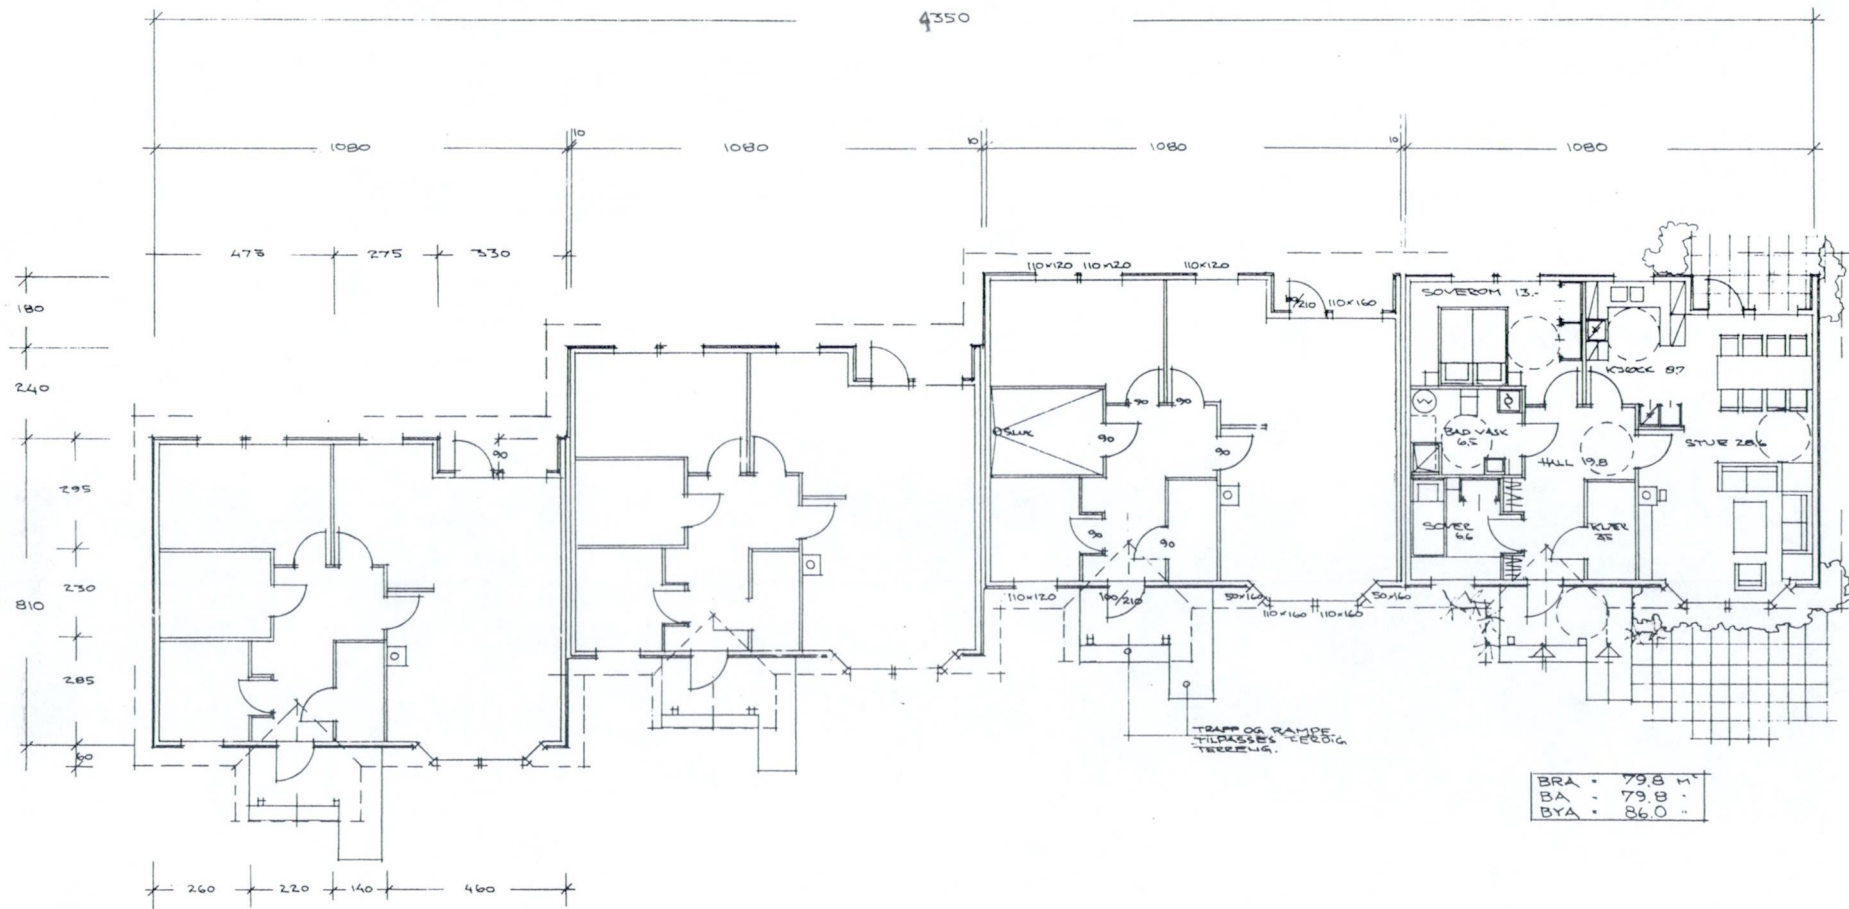 4350
1080
10
1080
10
1080
10
1080
475
275
330
180
240
295
230
810
285
60
90
110x120 110x120
110x120
/210
110x160
SOVEROM 13.-
KJØKK 8,7
BAD VASK
6,5
STUE 28,6
HALL 19,8
SOVER
6,6
KLÆR
SLUK
90
90
90
90
90
90
110x120
100/210
50x160
110x160
110x160
50x160
TRAPP OG RAMPE
TILPASSES FERDIG
TERRENG.
BRA = 79,8 M²
BA = 79,8 "
BYA = 86,0 "
260
220
140
460